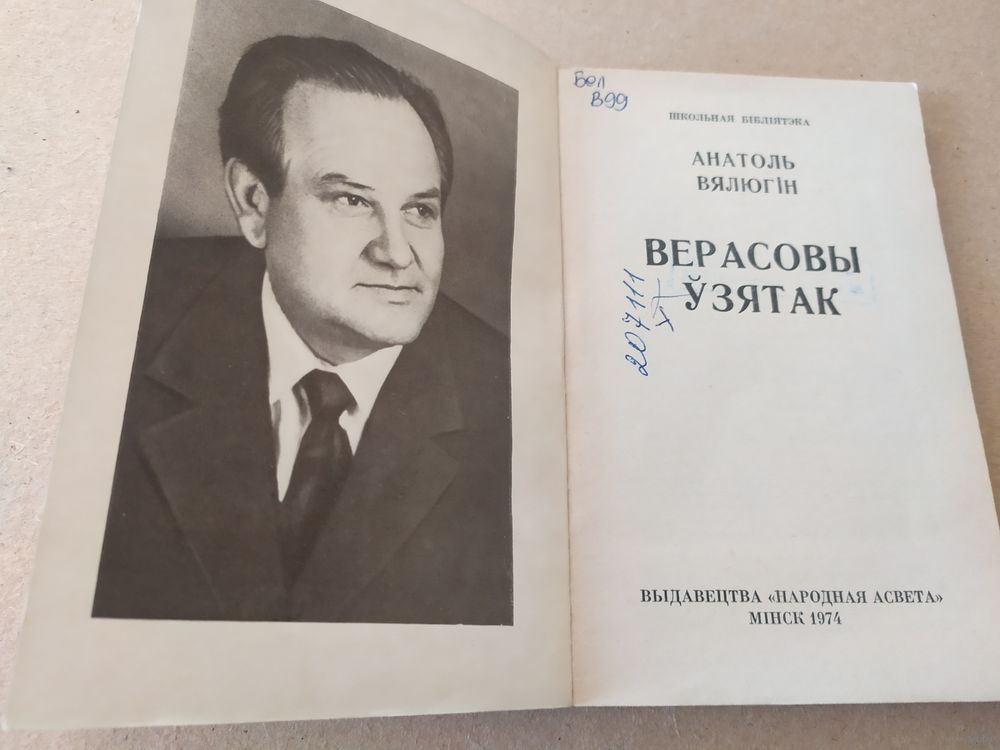 Бел
В99
ШКОЛЬНАЯ БІБЛІЯТЭКА
АНАТОЛЬ
ВЯЛЮГІН
ВЕРАСОВЫ
ЎЗЯТАК
207111
ВЫДАВЕЦТВА «НАРОДНАЯ АСВЕТА»
МІНСК 1974